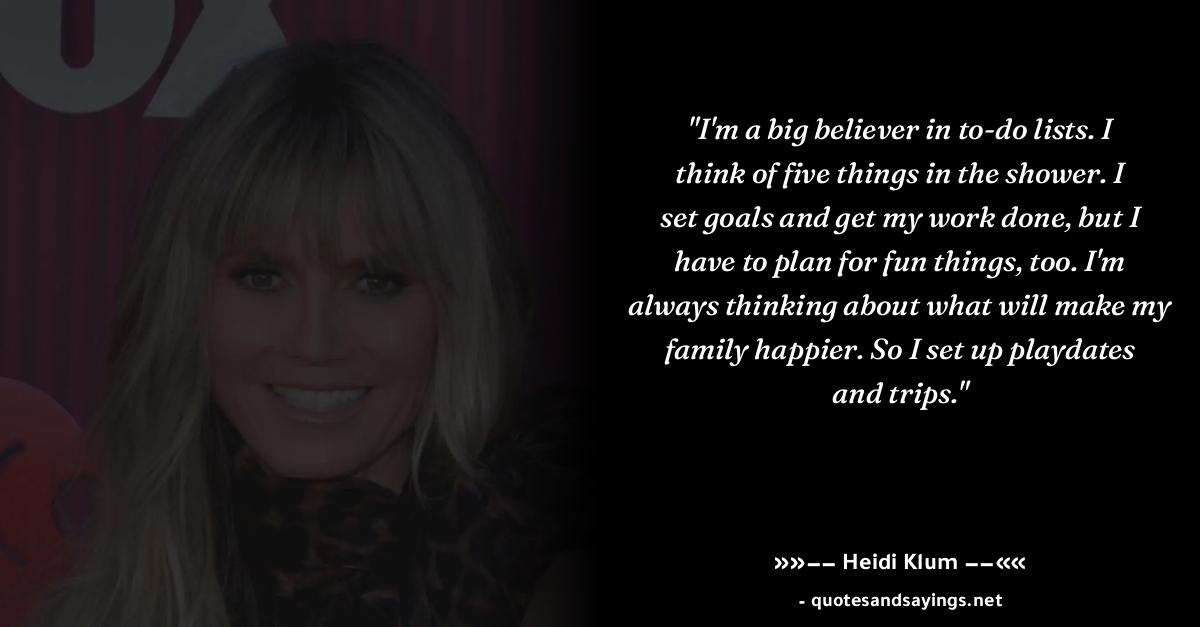 "I'm a big believer in to-do lists. I
think of five things in the shower. I
set goals and get my work done, but I
have to plan for fun things, too. I'm
always thinking about what will make my
family happier. So I set up playdates
and trips."
»»−− Heidi Klum −−««
- quotesandsayings.net